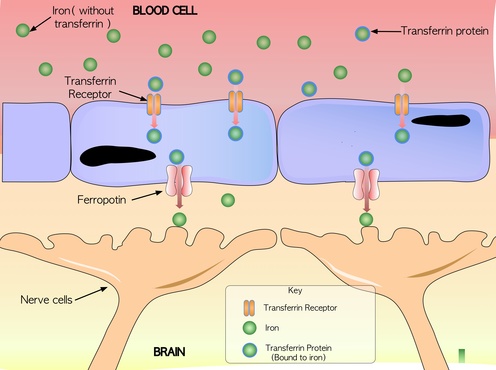 Iron( without
transferrin )
BLOOD CELL
Transferrin protein
Transferrin
Receptor
Ferropotin
Nerve cells
Key
Transferrin Receptor
Iron
Transferrin Protein
(Bound to iron)
BRAIN